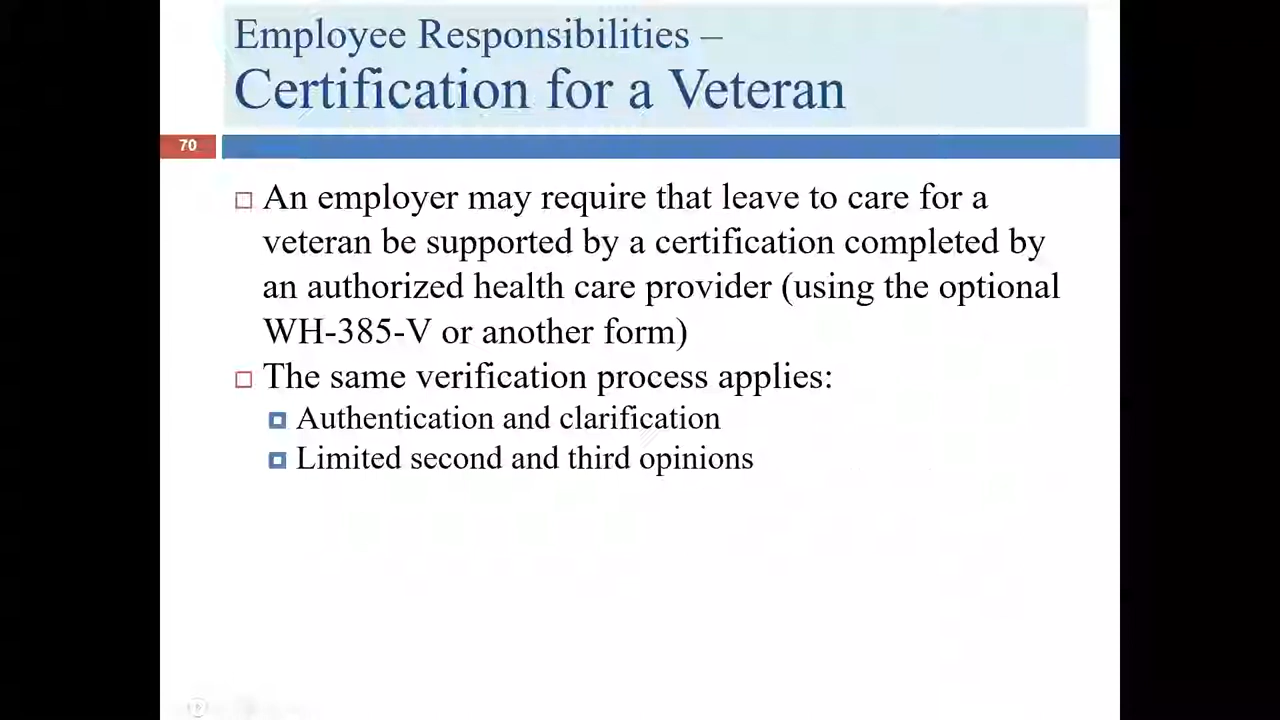 Employee Responsibilities –
Certification for a Veteran
70
An employer may require that leave to care for a
veteran be supported by a certification completed by
an authorized health care provider (using the optional
WH-385-V or another form)
The same verification process applies:
Authentication and clarification
Limited second and third opinions